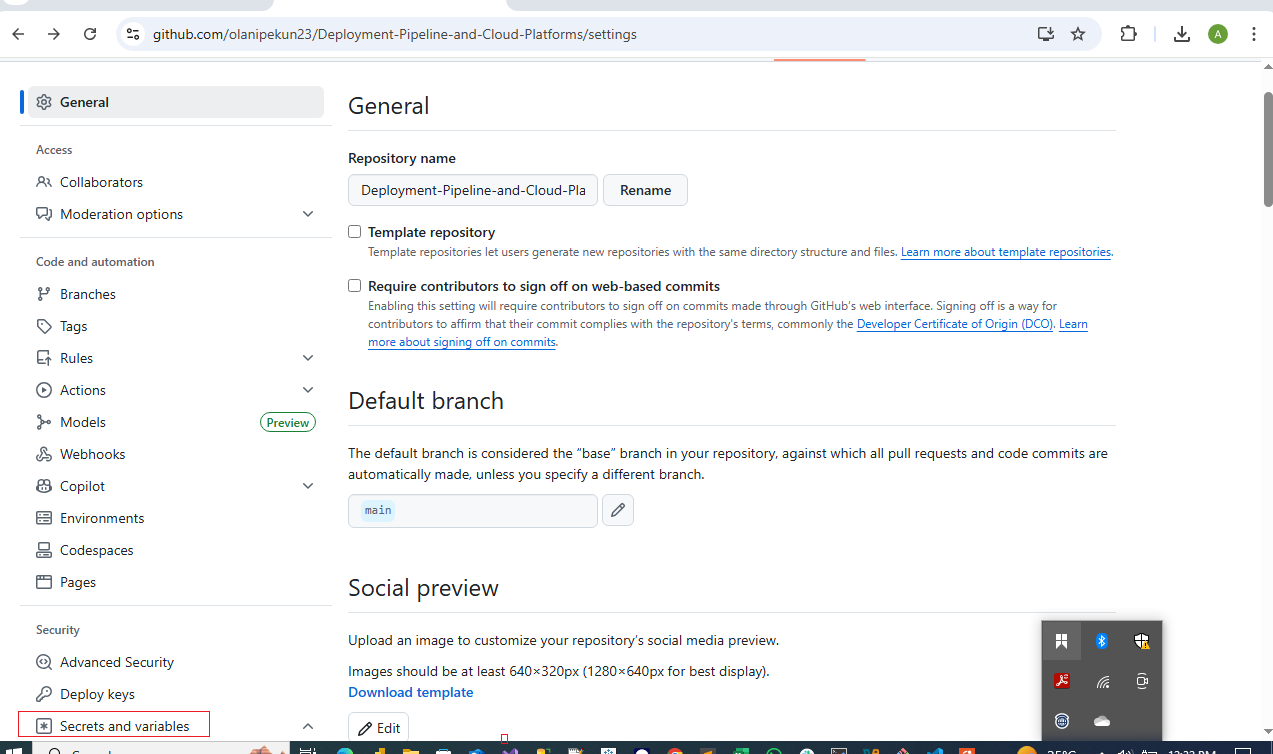 github.com/olanipekun23/Deployment-Pipeline-and-Cloud-Platforms/settings
A
General
Access
Collaborators
Moderation options
Code and automation
Branches
Tags
Rules
Actions
Models
Preview
Webhooks
Copilot
Environments
Codespaces
Pages
Security
Advanced Security
Deploy keys
Secrets and variables
General
Repository name
Deployment-Pipeline-and-Cloud-Pla
Rename
Template repository
Template repositories let users generate new repositories with the same directory structure and files. Learn more about template repositories.
Require contributors to sign off on web-based commits
Enabling this setting will require contributors to sign off on commits made through GitHub's web interface. Signing off is a way for
contributors to affirm that their commit complies with the repository's terms, commonly the Developer Certificate of Origin (DCO). Learn
more about signing off on commits.
Default branch
The default branch is considered the “base” branch in your repository, against which all pull requests and code commits are
automatically made, unless you specify a different branch.
main
Social preview
Upload an image to customize your repository's social media preview.
Images should be at least 640×320px (1280×640px for best display).
Download template
Edit